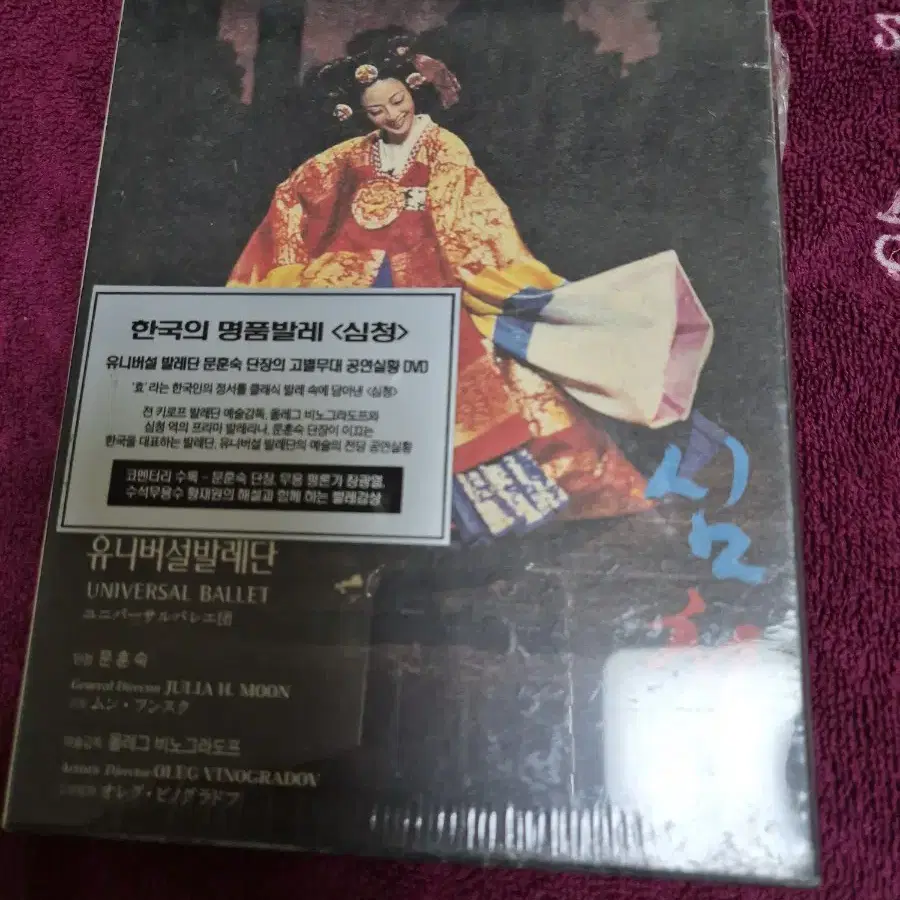 한국의 명품발레 <심청>
유니버설 발레단 문훈숙 단장의 고별무대 공연실황 DVD
'효'라는 한국인의 정서를 클래식 발레 속에 담아낸 <심청>
전 키로프 발레단 예술감독, 올레그 비노그라도프와
심청 역의 프리마 발레리나, 문훈숙 단장이 이끄는
한국을 대표하는 발레단, 유니버설 발레단의 예술의 전당 공연실황
코멘터리 수록 - 문훈숙 단장, 무용 평론가 장광열,
수석무용수 황재원의 해설과 함께 하는 발레감상
심
유니버설발레단
UNIVERSAL BALLET
ユニバーサルバレエ団
단장 문훈숙
General Director JULIA H. MOON
ムン・フンスク
예술감독 올레그 비노그라도프
Artistic Director OLEG VINOGRADOV
オレグ・ビノグラドフ